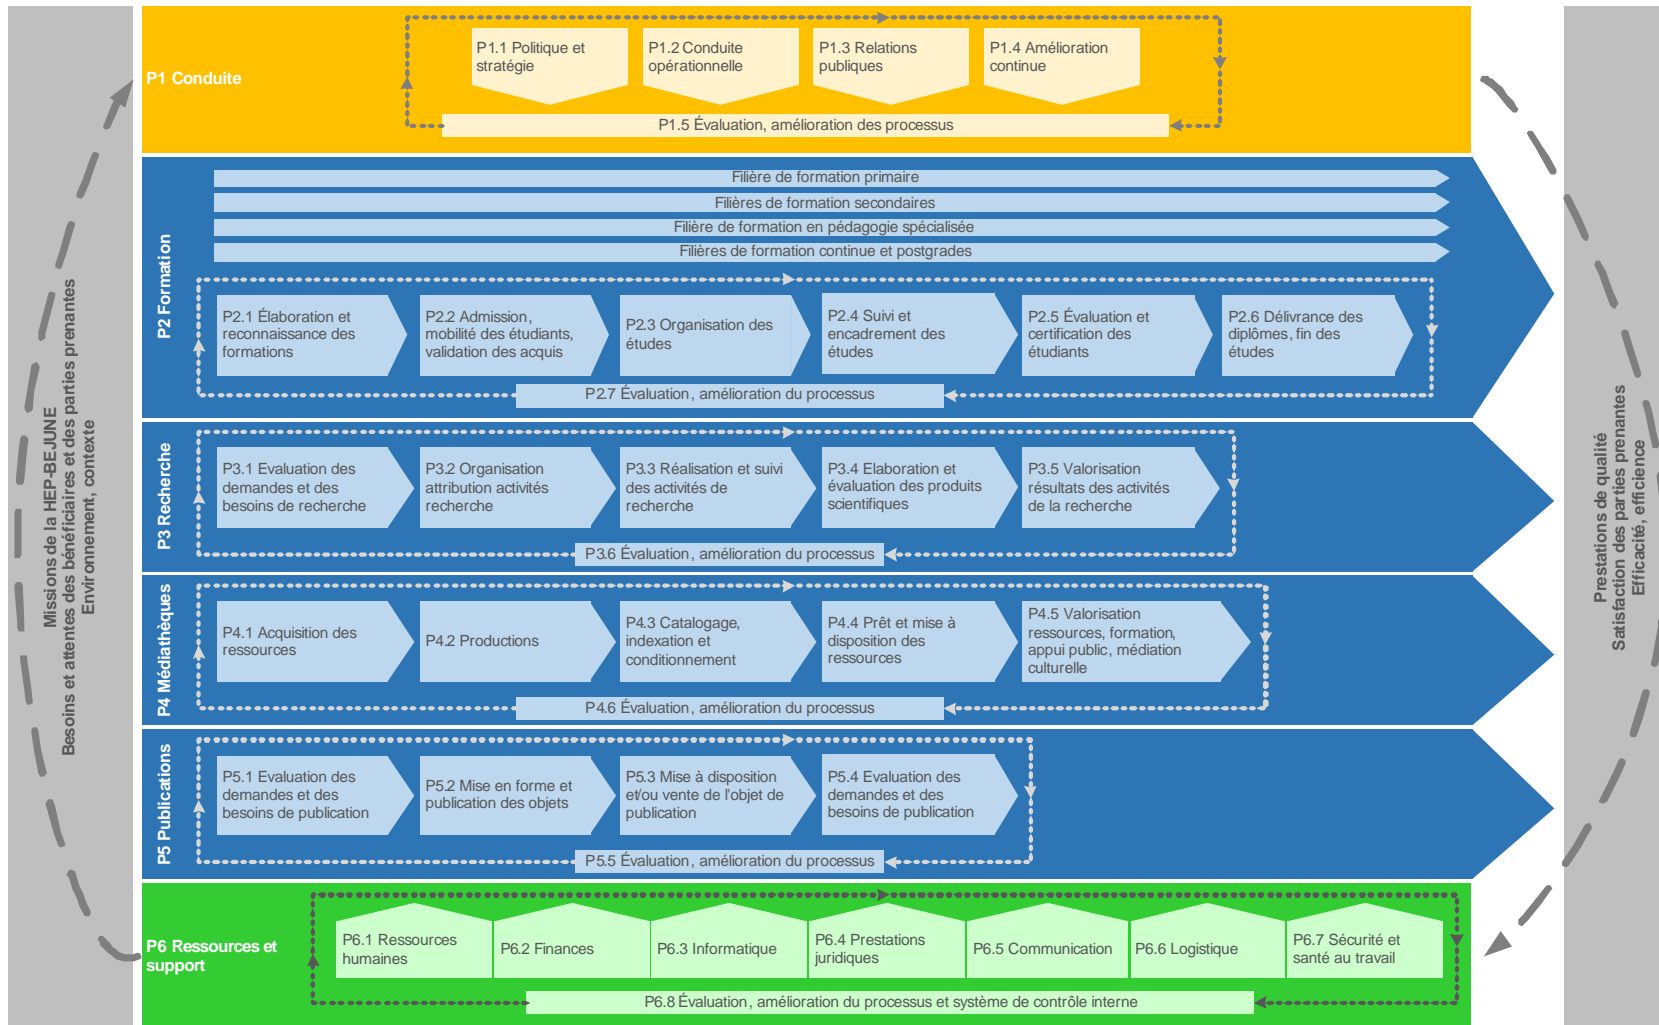 Missions de la HEP-BEJUNE
Besoins et attentes des bénéficiaires et des parties prenantes
Environnement, contexte
P1 Conduite
P1.1 Politique et
stratégie
P1.2 Conduite
opérationnelle
P1.3 Relations
publiques
P1.4 Amélioration
continue
P1.5 Évaluation, amélioration des processus
P2 Formation
Filière de formation primaire
Filières de formation secondaires
Filière de formation en pédagogie spécialisée
Filières de formation continue et postgrades
P2.1 Élaboration et
reconnaissance des
formations
P2.2 Admission,
mobilité des étudiants,
validation des acquis
P2.3 Organisation des
études
P2.4 Suivi et
encadrement des
études
P2.5 Évaluation et
certification des
étudiants
P2.6 Délivrance des
diplômes, fin des
études
P2.7 Évaluation, amélioration du processus
P3 Recherche
P3.1 Evaluation des
demandes et des
besoins de recherche
P3.2 Organisation
attribution activités
recherche
P3.3 Réalisation et suivi
des activités de
recherche
P3.4 Elaboration et
évaluation des produits
scientifiques
P3.5 Valorisation
résultats des activités
de la recherche
P3.6 Évaluation, amélioration du processus
P4 Médiathèques
P4.1 Acquisition des
ressources
P4.2 Productions
P4.3 Catalogage,
indexation et
conditionnement
P4.4 Prêt et mise à
disposition des
ressources
P4.5 Valorisation
ressources, formation,
appui public, médiation
culturelle
P4.6 Évaluation, amélioration du processus
P5 Publications
P5.1 Evaluation des
demandes et des
besoins de publication
P5.2 Mise en forme et
publication des objets
P5.3 Mise à disposition
et/ou vente de l'objet de
publication
P5.4 Evaluation des
demandes et des
besoins de publication
P5.5 Évaluation, amélioration du processus
P6 Ressources et
support
P6.1 Ressources
humaines
P6.2 Finances
P6.3 Informatique
P6.4 Prestations
juridiques
P6.5 Communication
P6.6 Logistique
P6.7 Sécurité et
santé au travail
P6.8 Évaluation, amélioration du processus et système de contrôle interne
Prestations de qualité
Satisfaction des parties prenantes
Efficacité, efficience